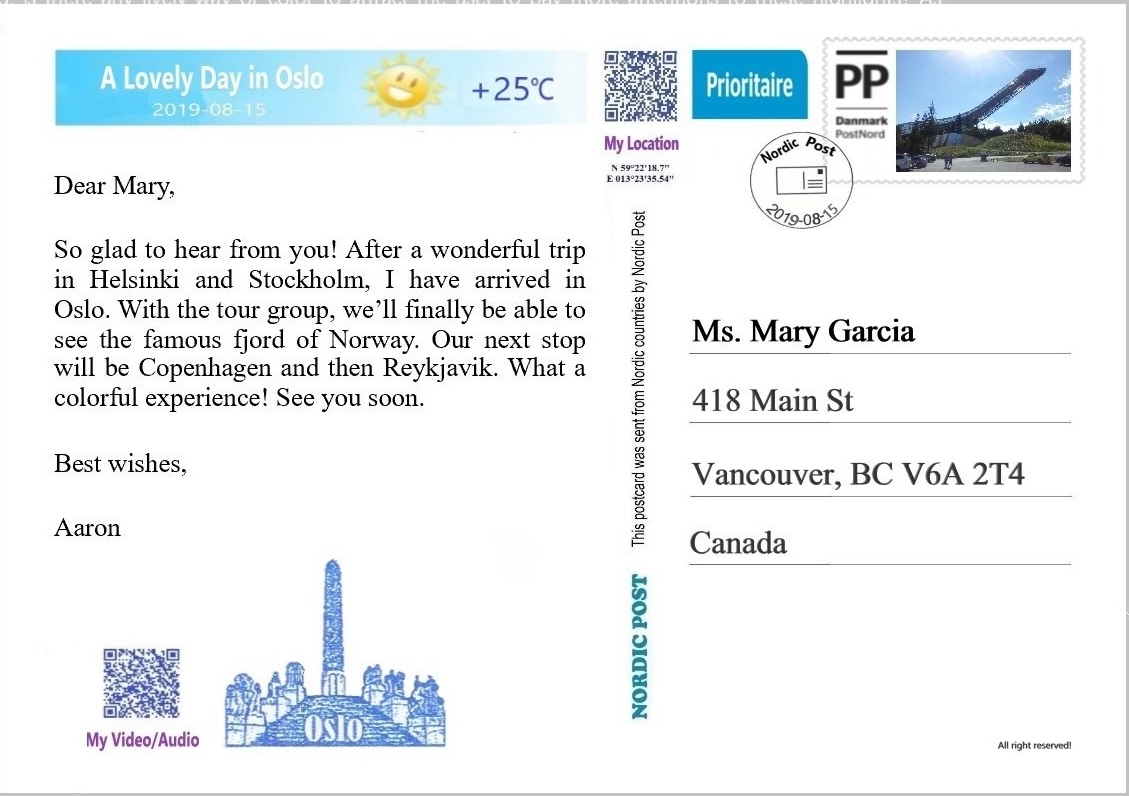 A Lovely Day in Oslo
2019-08-15
+25℃
Dear Mary,
So glad to hear from you! After a wonderful trip
in Helsinki and Stockholm, I have arrived in
Oslo. With the tour group, we’ll finally be able to
see the famous fjord of Norway. Our next stop
will be Copenhagen and then Reykjavik. What a
colorful experience! See you soon.
Best wishes,
Aaron
My Video/Audio
Oslo
My Location
N 59°22'18.7"
E 013°23'35.54"
This postcard was sent from Nordic countries by Nordic Post
NORDIC POST
Prioritaire
PP
Danmark
PostNord
Nordic Post
2019-08-15
Ms. Mary Garcia
418 Main St
Vancouver, BC V6A 2T4
Canada
All right reserved!